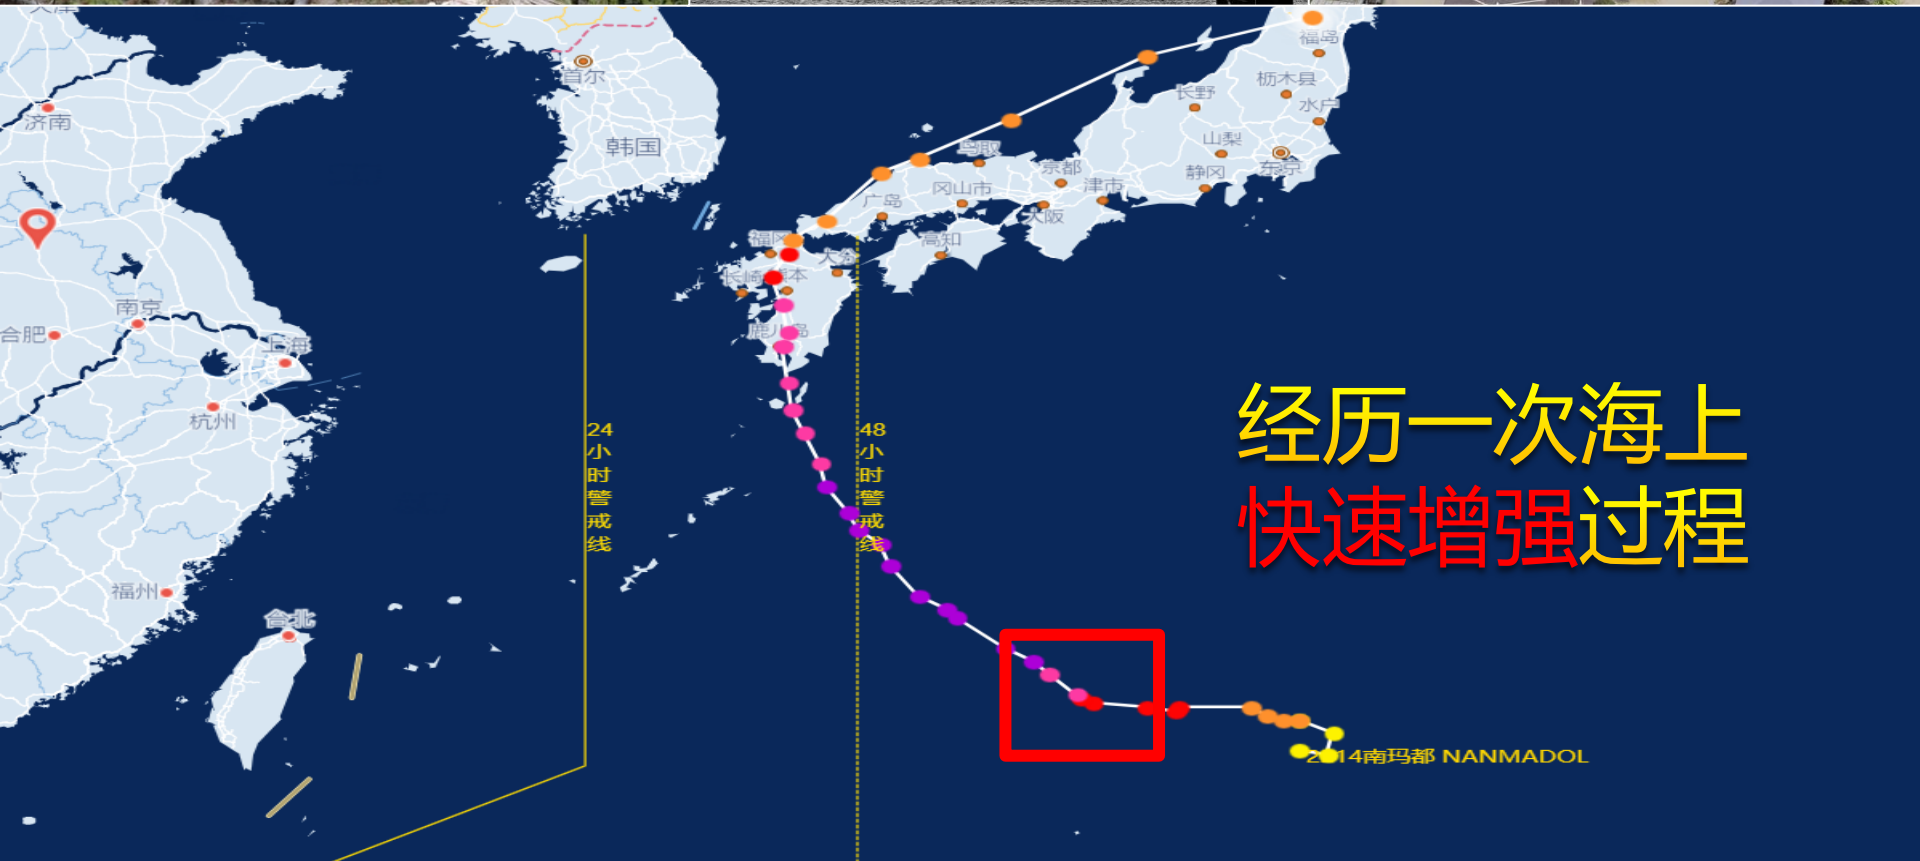 首尔
福岛
枥木县
长野
水户
济南
韩国
山梨
鸟取
京都
东京
静冈
津市
冈山市
广岛
大阪
福冈
高知
大分
长崎
熊本
南京
鹿儿岛
合肥
上海
杭州
24
小
时
警
戒
线
48
小
时
警
戒
线
经历一次海上
快速增强过程
福州
台北
2214南玛都 NANMADOL